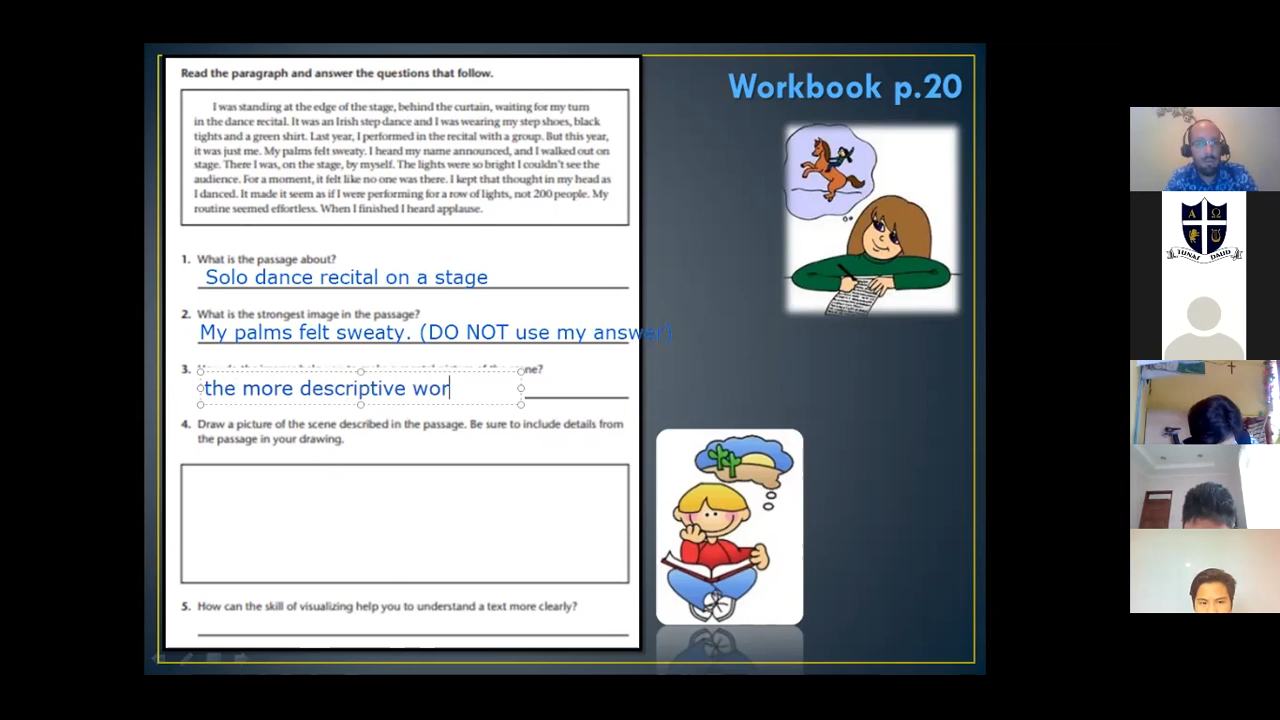 Read the paragraph and answer the questions that follow.
I was standing at the edge of the stage, behind the curtain, waiting for my turn
in the dance recital. It was an Irish step dance and I was wearing my step shoes, black
tights and a green shirt. Last year, I performed in the recital with a group. But this year,
it was just me. My palms felt sweaty. I heard my name announced, and I walked out on
stage. There I was, on the stage, by myself. The lights were so bright I couldn't see the
audience. For a moment, it felt like no one was there. I kept that thought in my head as
I danced. It made it seem as if I were performing for a row of lights, not 200 people. My
routine seemed effortless. When I finished I heard applause.
1. What is the passage about?
Solo dance recital on a stage
2. What is the strongest image in the passage?
My palms felt sweaty. (DO NOT use my answer)
3.
the more descriptive wor
4. Draw a picture of the scene described in the passage. Be sure to include details from
the passage in your drawing.
5. How can the skill of visualizing help you to understand a text more clearly?
Workbook p.20
Α Ω
TUNAS DAUD